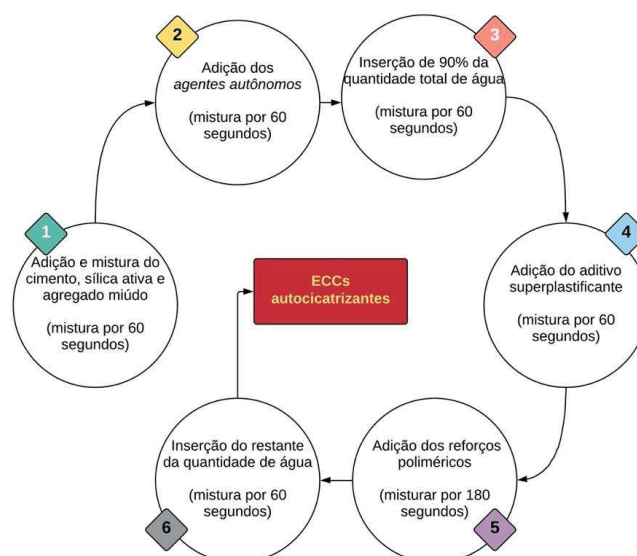 1
Adição e mistura do
cimento, sílica ativa e
agregado miúdo
(mistura por 60
segundos)
2
Adição dos
agentes autônomos
(mistura por 60
segundos)
3
Inserção de 90% da
quantidade total de água
(mistura por 60
segundos)
4
Adição do aditivo
superplastificante
(mistura por 60
segundos)
5
Adição dos reforços
poliméricos
(misturar por 180
segundos)
6
Inserção do restante
da quantidade de água
(mistura por 60
segundos)
ECCs
autocicatrizantes